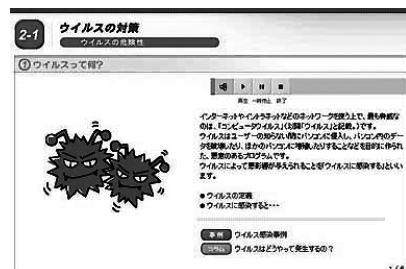 2-1 ウイルスの対策
ウイルスの危険性
①ウイルスって何?
再生 一時停止 終了
インターネットやイントラネットなどのネットワークを使う上で、最も脅威な
のは、「コンピュータウイルス」(以降「ウイルス」と記載。)です。
ウイルスはユーザーの知らない間にパソコンに侵入し、パソコン内のデー
タを破壊したり、ほかのパソコンに増殖したりすることなどを目的に作られ
た、悪意のあるプログラムです。
ウイルスによって悪影響が与えられることを「ウイルスに感染する」といい
ます。
●ウイルスの定義
●ウイルスに感染すると・・・
事例 ウイルス感染事例
コラム ウイルスはどうやって発生するの?